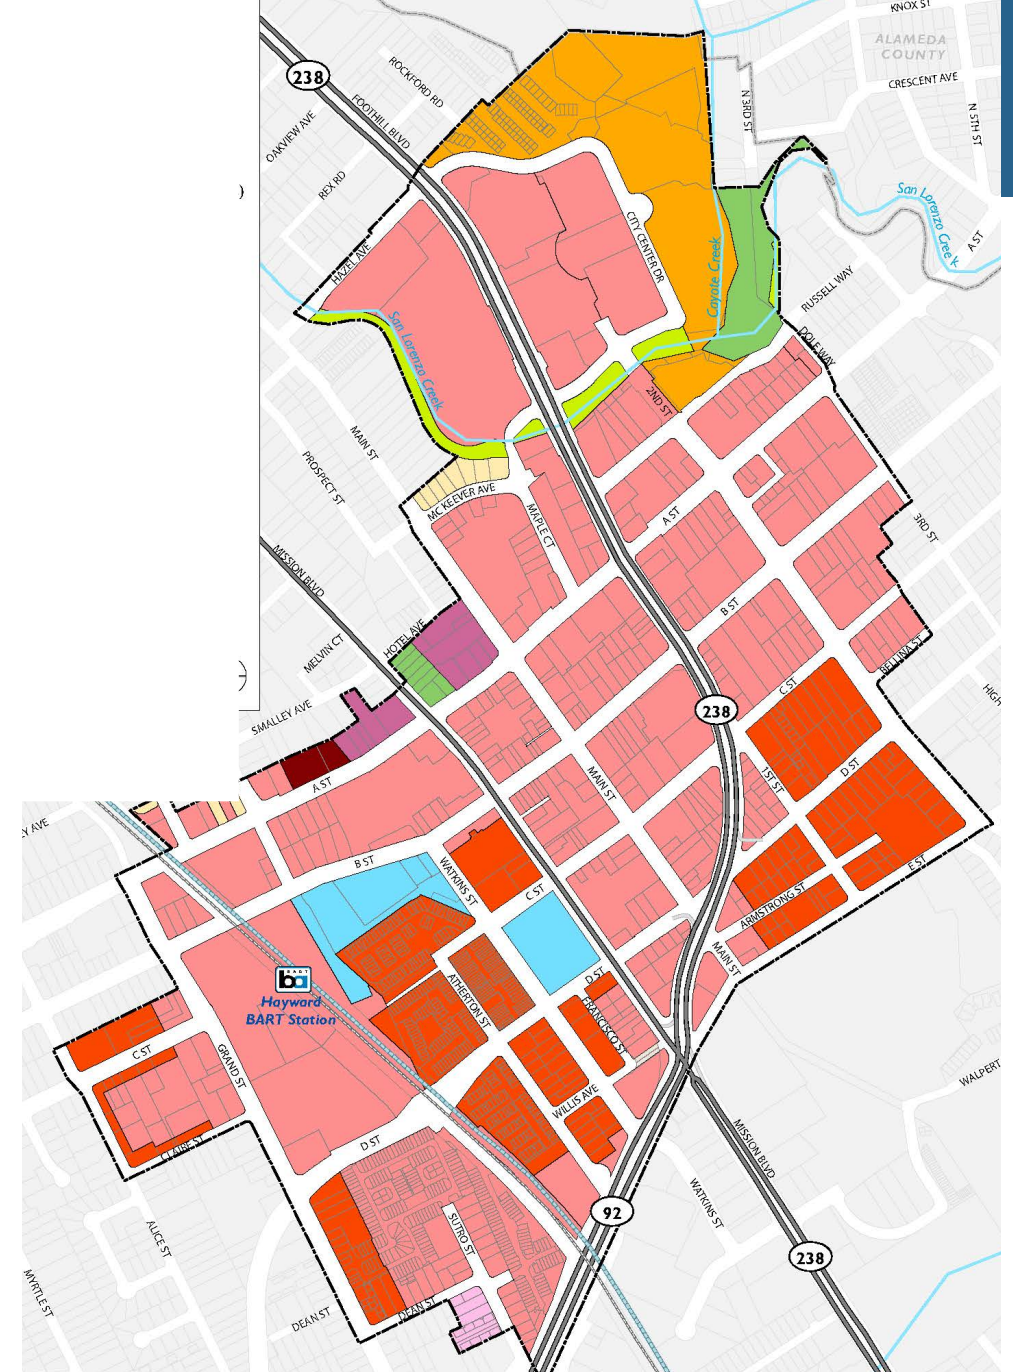 KNOX ST
ALAMEDA
COUNTY
CRESCENT AVE
N 3RD ST
N 5TH ST
238
ROCKFORD RD
FOOTHILL BLVD
OAKVIEW AVE
REX RD
HAZEL AVE
CITY CENTER DR
Cayote Creek
San Lorenzo Creek
A ST
RUSSELL WAY
DOLE WAY
San Lorenzo Creek
2ND ST
MAIN ST
PROSPECT ST
MC KEEVER AVE
MAPLE CT
A ST
3RD ST
MISSION BLVD
B ST
HOTEL AVE
MELVIN CT
BELLINA ST
C ST
SMALLEY AVE
238
1ST ST
D ST
A ST
MAIN ST
B ST
WATKINS ST
C ST
E ST
ARMSTRONG ST
MAIN ST
D ST
BART
ba
Hayward
BART Station
ATHERTON ST
FRANCISCO ST
C ST
GRAND ST
WALPERT
WILLIS AVE
D ST
CLAIRE ST
MISSION BLVD
WATKINS ST
92
238
ALICE ST
SUTRO ST
MYRTLE ST
DEAN ST
DEAN ST